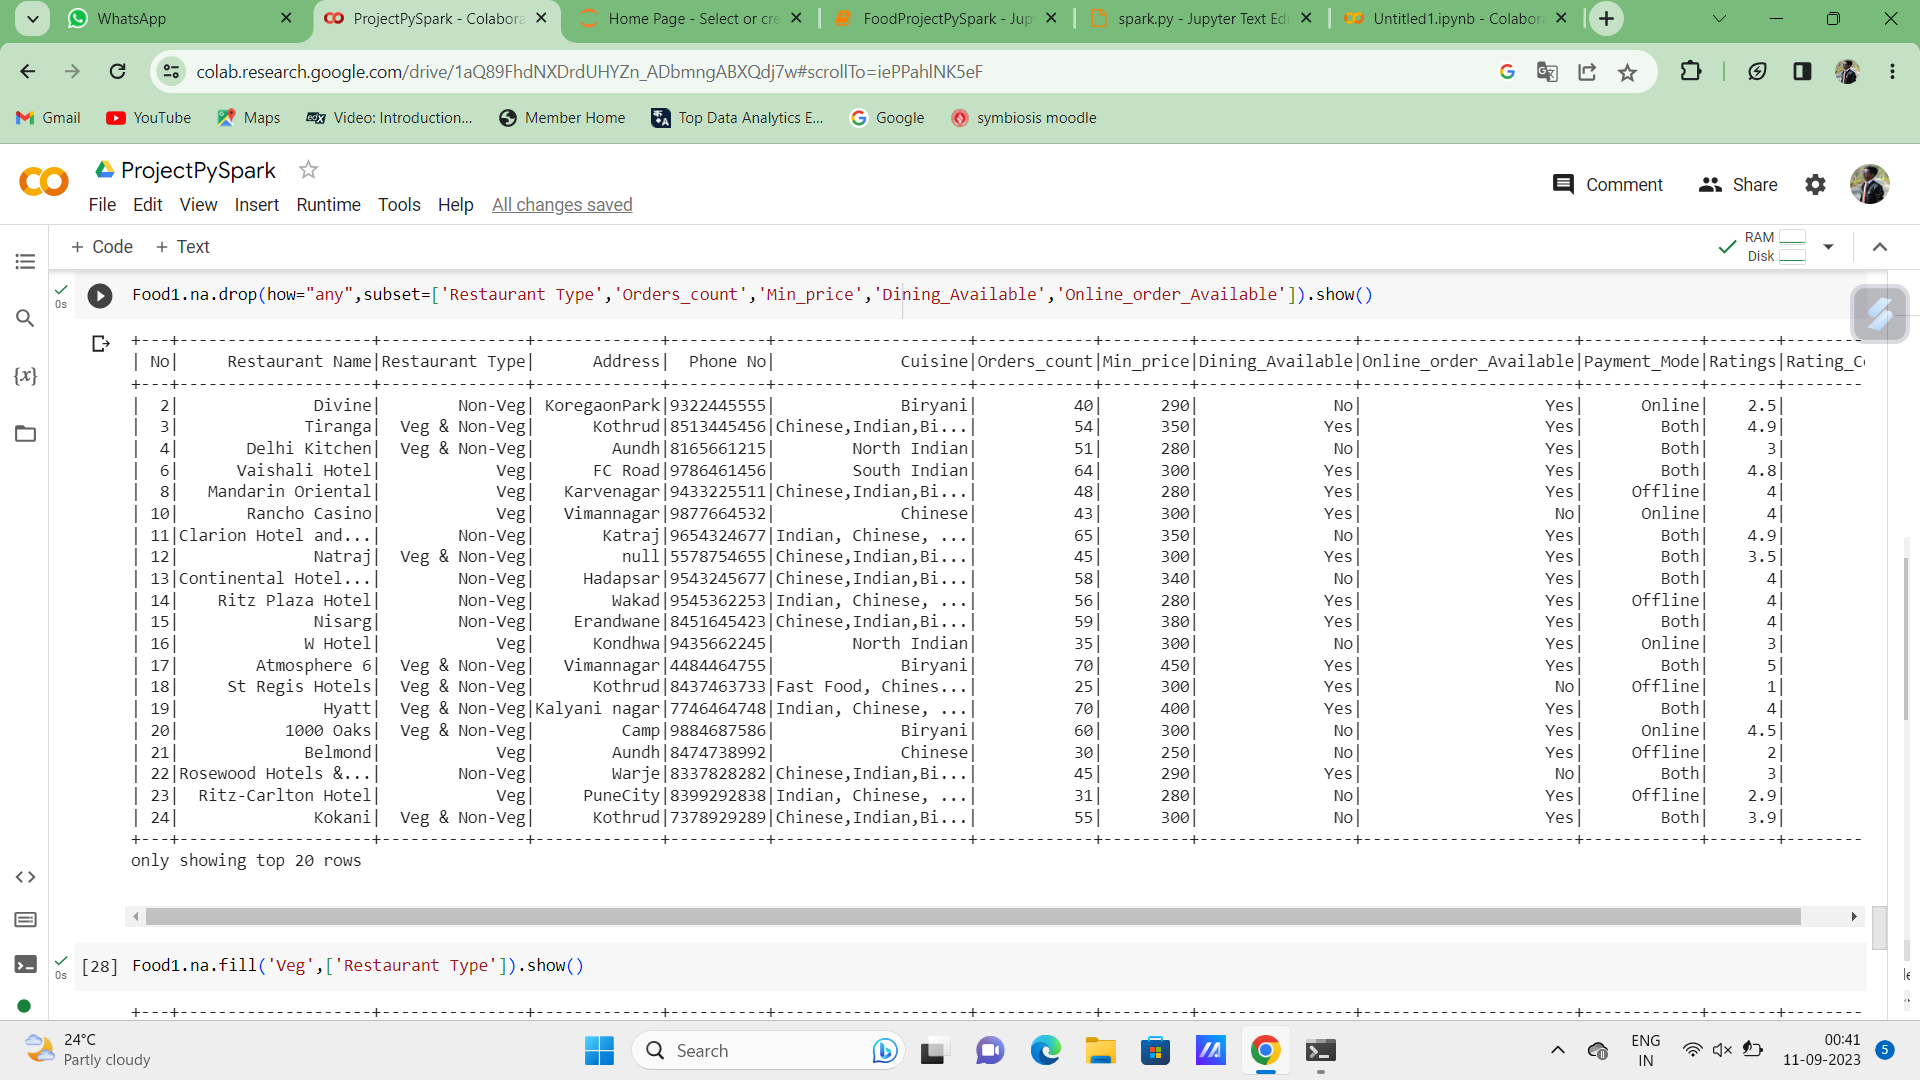 WhatsApp
ProjectPySpark - Colabora
Home Page - Select or cre
FoodProjectPySpark - Jup
spark.py - Jupyter Text Edi
Untitled1.ipynb - Colabora
colab.research.google.com/drive/1aQ89FhdNXDrdUHYZn_ADbmngABXQdj7w#scrollTo=iePPahlNK5eF
Gmail
YouTube
Maps
Video: Introduction...
Member Home
Top Data Analytics E...
Google
symbiosis moodle
ProjectPySpark
Comment
Share
File Edit View Insert Runtime Tools Help All changes saved
+ Code + Text
RAM
Disk
0s
Food1.na.drop(how="any",subset=['Restaurant Type','Orders_count','Min_price','Dining_Available','Online_order_Available']).show()
+---+--------------------+---------------+-------------+----------+--------------------+------------+---------+----------------+----------------------+------------+-------+--------
| No|     Restaurant Name|Restaurant Type|      Address|  Phone No|             Cuisine|Orders_count|Min_price|Dining_Available|Online_order_Available|Payment_Mode|Ratings|Rating_Co
+---+--------------------+---------------+-------------+----------+--------------------+------------+---------+----------------+----------------------+------------+-------+--------
|  2|              Divine|        Non-Veg| KoregaonPark|9322445555|             Biryani|          40|      290|              No|                   Yes|      Online|    2.5|
|  3|             Tiranga|  Veg & Non-Veg|      Kothrud|8513445456|Chinese,Indian,Bi...|          54|      350|             Yes|                   Yes|        Both|    4.9|
|  4|       Delhi Kitchen|  Veg & Non-Veg|        Aundh|8165661215|        North Indian|          51|      280|              No|                   Yes|        Both|      3|
|  6|      Vaishali Hotel|            Veg|      FC Road|9786461456|        South Indian|          64|      300|             Yes|                   Yes|        Both|    4.8|
|  8|   Mandarin Oriental|            Veg|   Karvenagar|9433225511|Chinese,Indian,Bi...|          48|      280|             Yes|                   Yes|     Offline|      4|
| 10|       Rancho Casino|            Veg|   Vimannagar|9877664532|             Chinese|          43|      300|             Yes|                    No|      Online|      4|
| 11|Clarion Hotel and...|        Non-Veg|       Katraj|9654324677|Indian, Chinese, ...|          65|      350|              No|                   Yes|        Both|    4.9|
| 12|              Natraj|  Veg & Non-Veg|         null|5578754655|Chinese,Indian,Bi...|          45|      300|             Yes|                   Yes|        Both|    3.5|
| 13|Continental Hotel...|        Non-Veg|     Hadapsar|9543245677|Chinese,Indian,Bi...|          58|      340|              No|                   Yes|        Both|      4|
| 14|    Ritz Plaza Hotel|        Non-Veg|        Wakad|9545362253|Indian, Chinese, ...|          56|      280|             Yes|                   Yes|     Offline|      4|
| 15|              Nisarg|        Non-Veg|    Erandwane|8451645423|Chinese,Indian,Bi...|          59|      380|             Yes|                   Yes|        Both|      4|
| 16|             W Hotel|            Veg|      Kondhwa|9435662245|        North Indian|          35|      300|              No|                   Yes|      Online|      3|
| 17|        Atmosphere 6|  Veg & Non-Veg|   Vimannagar|4484464755|             Biryani|          70|      450|             Yes|                   Yes|        Both|      5|
| 18|     St Regis Hotels|  Veg & Non-Veg|      Kothrud|8437463733|Fast Food, Chines...|          25|      300|             Yes|                    No|     Offline|      1|
| 19|               Hyatt|  Veg & Non-Veg|Kalyani nagar|7746464748|Indian, Chinese, ...|          70|      400|             Yes|                   Yes|        Both|      4|
| 20|           1000 Oaks|  Veg & Non-Veg|         Camp|9884687586|             Biryani|          60|      300|              No|                   Yes|      Online|    4.5|
| 21|             Belmond|            Veg|        Aundh|8474738992|             Chinese|          30|      250|              No|                   Yes|     Offline|      2|
| 22|Rosewood Hotels &...|        Non-Veg|        Warje|8337828282|Chinese,Indian,Bi...|          45|      290|             Yes|                    No|        Both|      3|
| 23|  Ritz-Carlton Hotel|            Veg|     PuneCity|8399292838|Indian, Chinese, ...|          31|      280|              No|                   Yes|     Offline|    2.9|
| 24|              Kokani|  Veg & Non-Veg|      Kothrud|7378929289|Chinese,Indian,Bi...|          55|      300|              No|                   Yes|        Both|    3.9|
+---+--------------------+---------------+-------------+----------+--------------------+------------+---------+----------------+----------------------+------------+-------+--------
only showing top 20 rows
0s
[28] Food1.na.fill('Veg',['Restaurant Type']).show()
+---+--------------------+---------------+-------------+----------+--------------------+------------+---------+----------------+----------------------+------------+-------+--------
24°C
Partly cloudy
Search
ENG
IN
00:41
11-09-2023
5